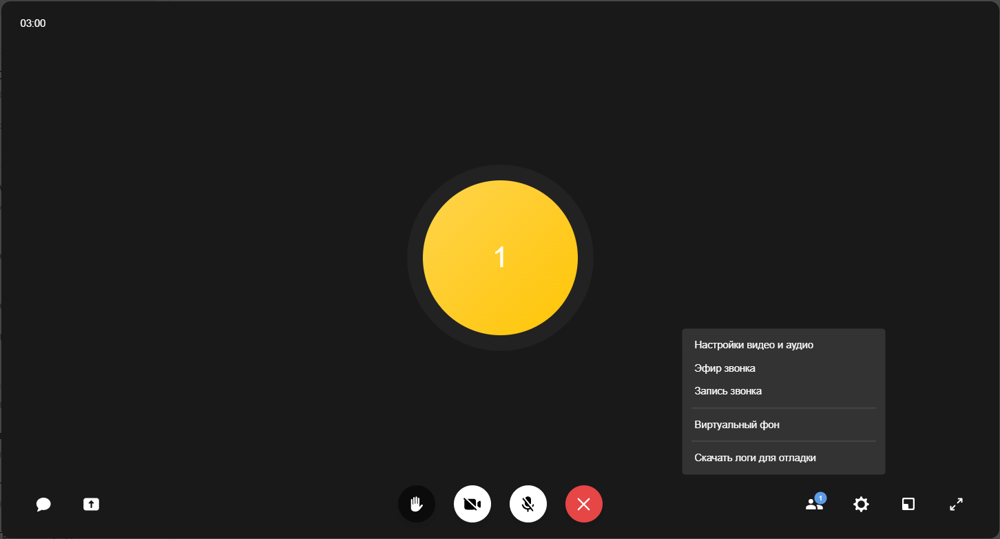 03:00
1
Настройки видео и аудио
Эфир звонка
Запись звонка
Виртуальный фон
Скачать логи для отладки
1